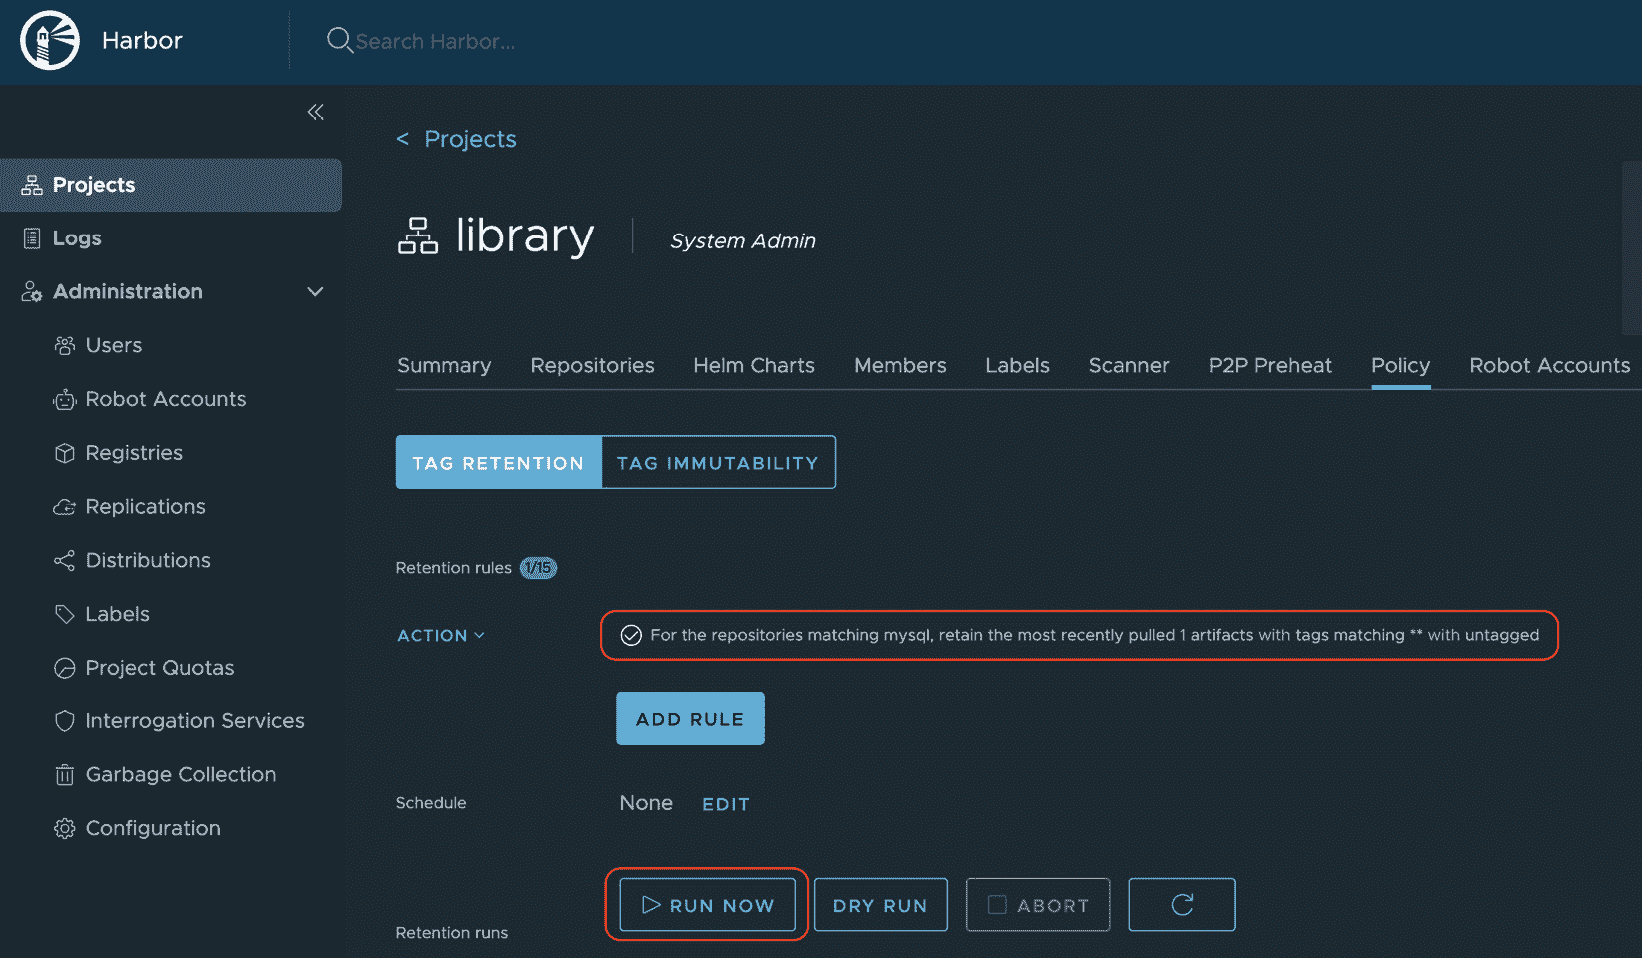 Harbor
Search Harbor...
Projects
Logs
Administration
Users
Robot Accounts
Registries
Replications
Distributions
Labels
Project Quotas
Interrogation Services
Garbage Collection
Configuration
< Projects
library
System Admin
Summary Repositories Helm Charts Members Labels Scanner P2P Preheat Policy Robot Accounts
TAG RETENTION TAG IMMUTABILITY
Retention rules 1/15
ACTION For the repositories matching mysql, retain the most recently pulled 1 artifacts with tags matching ** with untagged
ADD RULE
Schedule None EDIT
RUN NOW DRY RUN ABORT
Retention runs